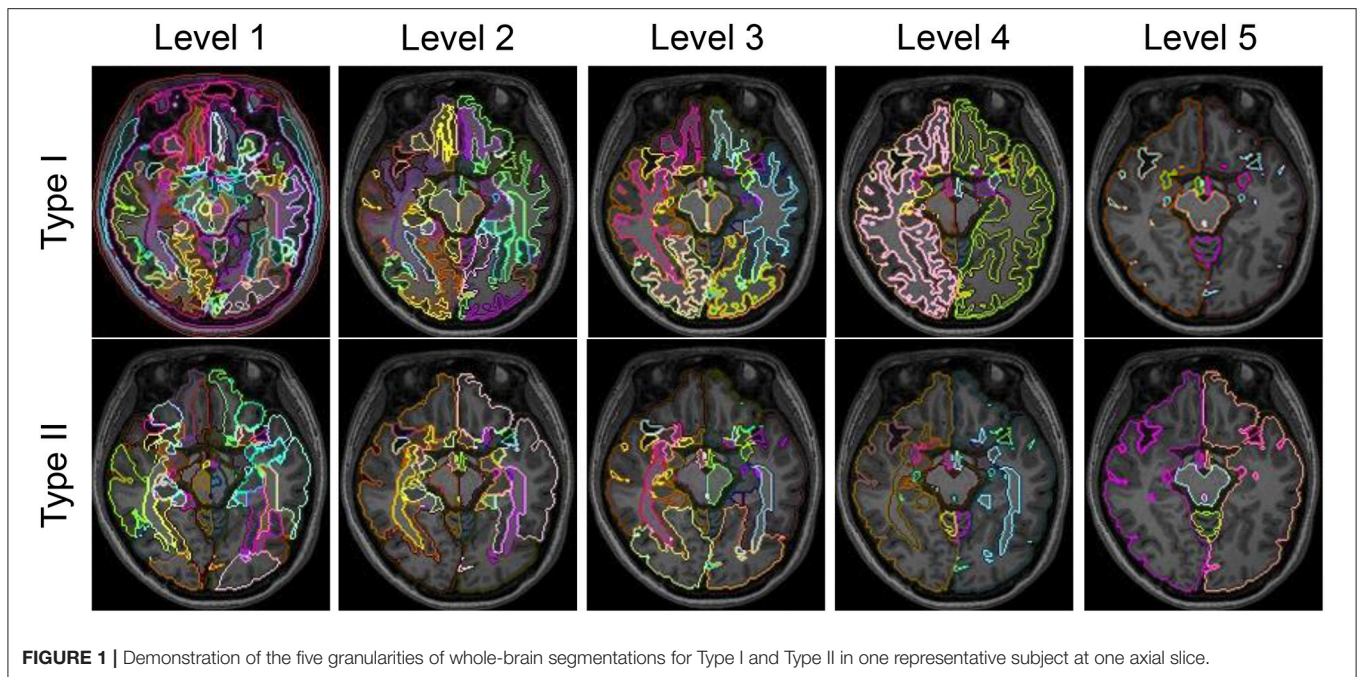 Level 1 Level 2 Level 3 Level 4 Level 5
Type I
Type II
FIGURE 1 | Demonstration of the five granularities of whole-brain segmentations for Type I and Type II in one representative subject at one axial slice.